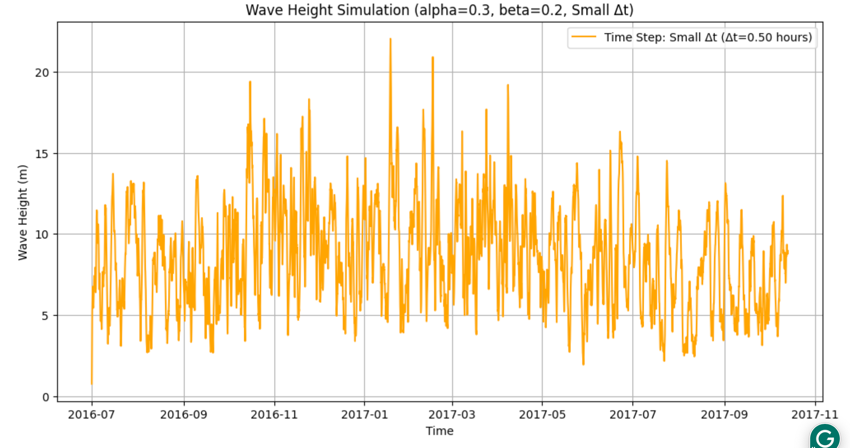 Wave Height Simulation (alpha=0.3, beta=0.2, Small Δt)
Time Step: Small Δt (Δt=0.50 hours)
Wave Height (m)
20
15
10
5
0
2016-07 2016-09 2016-11 2017-01 2017-03 2017-05 2017-07 2017-09 2017-11
Time
G